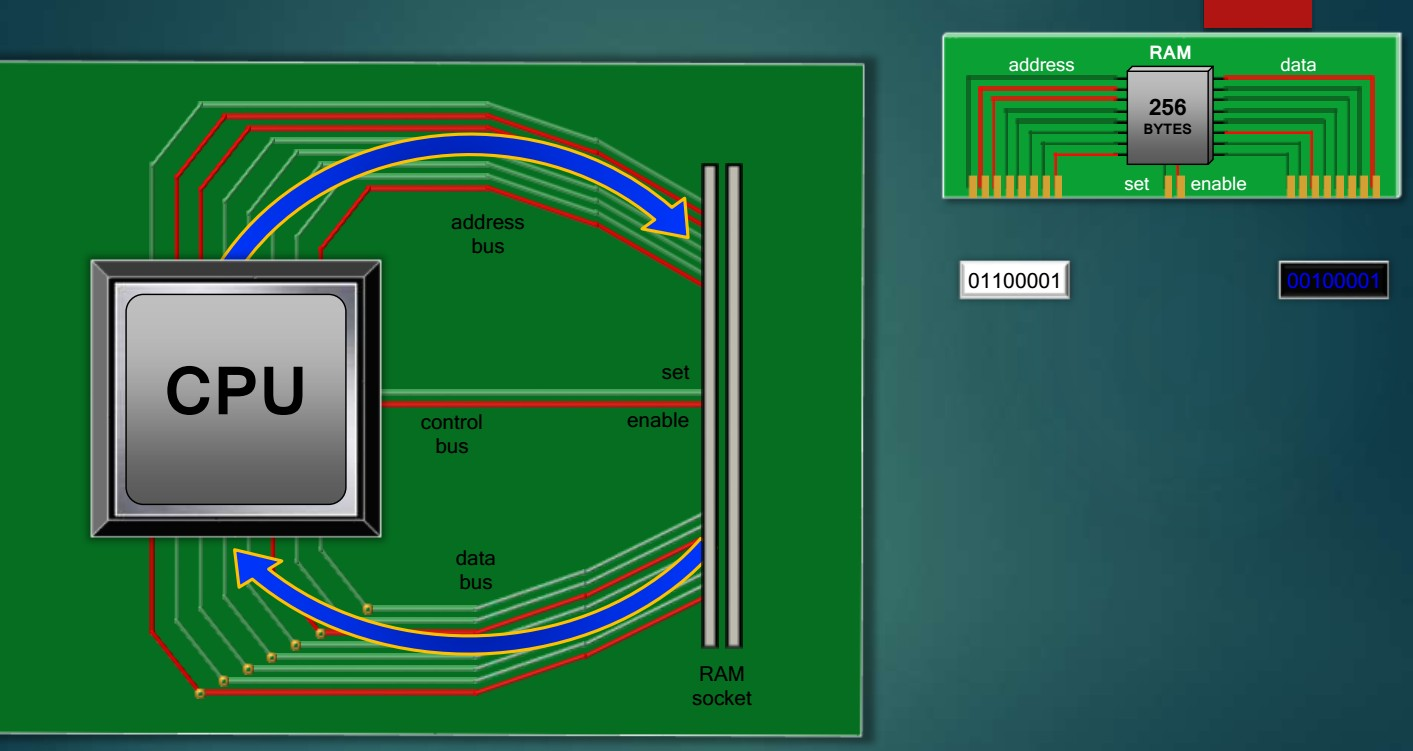 RAM
address
data
256
BYTES
set
enable
01100001
00100001
address
bus
CPU
set
control
bus
enable
data
bus
RAM
socket